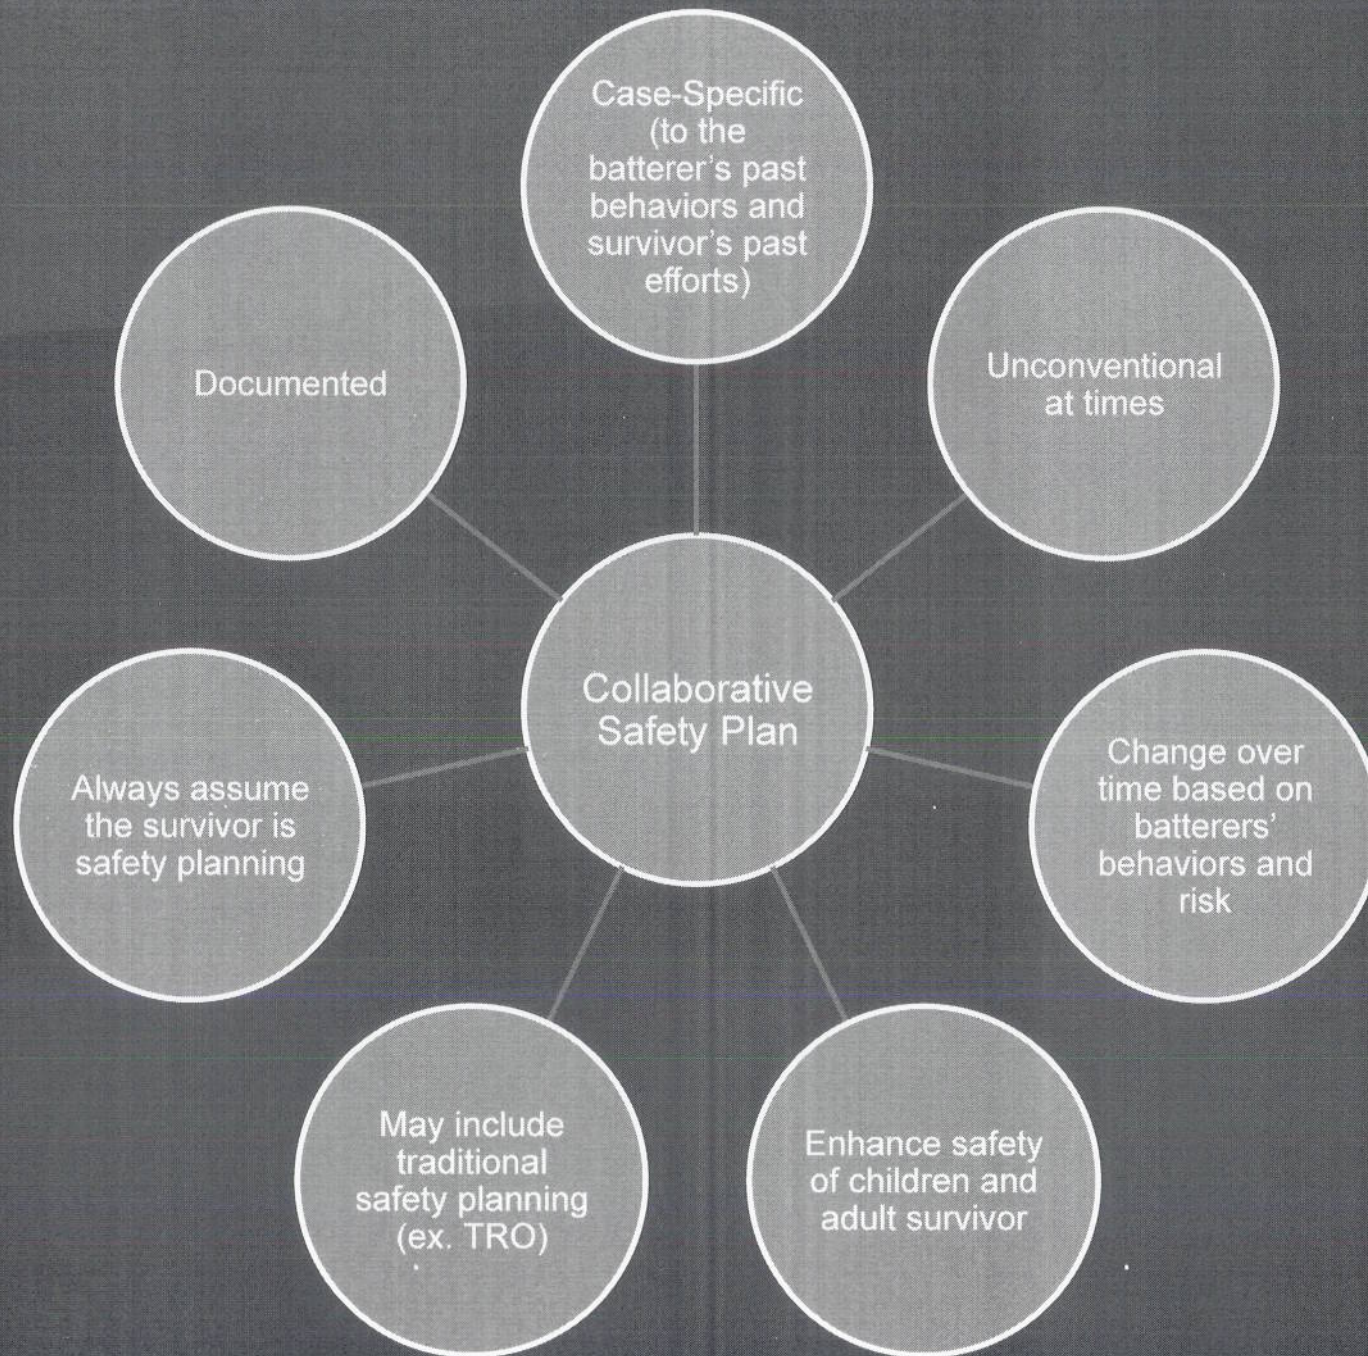 Case-Specific
(to the
batterer's past
behaviors and
survivor's past
efforts)
Unconventional
at times
Change over
time based on
batterers'
behaviors and
risk
Enhance safety
of children and
adult survivor
May include
traditional
safety planning
(ex. TRO)
Always assume
the survivor is
safety planning
Documented
Collaborative
Safety Plan